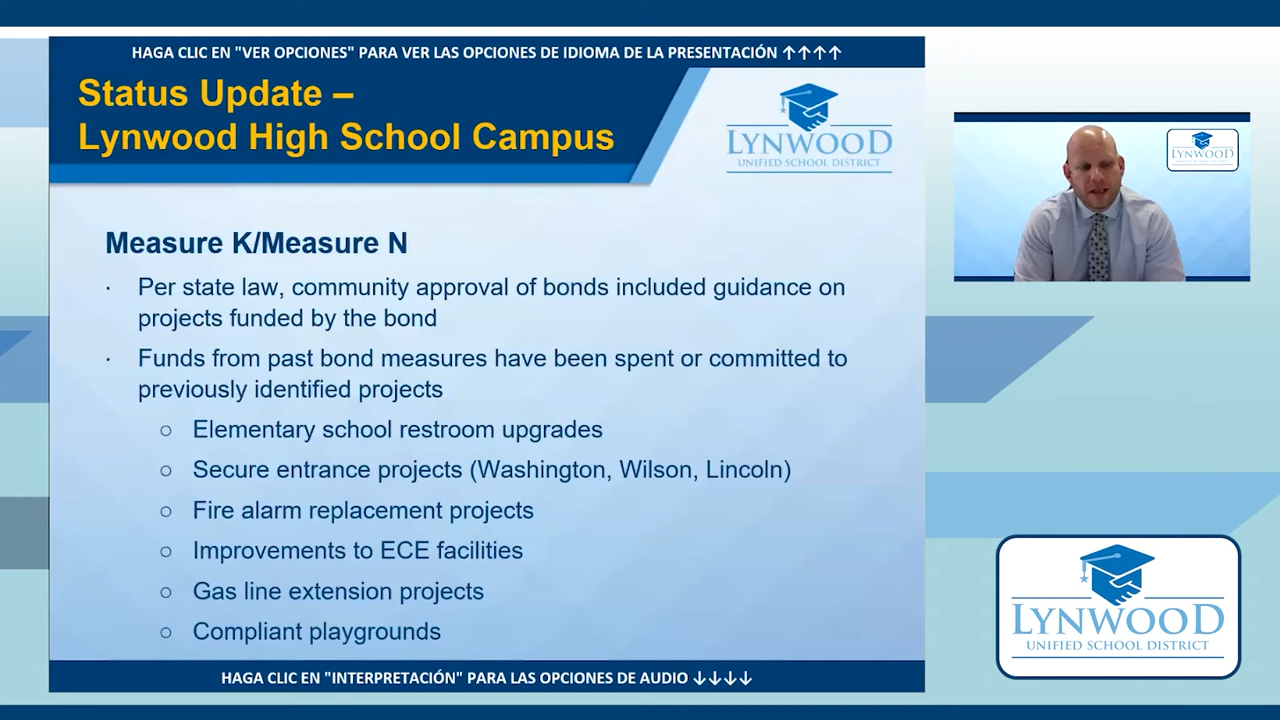 HAGA CLIC EN "VER OPCIONES" PARA VER LAS OPCIONES DE IDIOMA DE LA PRESENTACIÓN ↑↑↑↑
Status Update –
Lynwood High School Campus
LYNWOOD
UNIFIED SCHOOL DISTRICT
LYNWOOD
Measure K/Measure N
· Per state law, community approval of bonds included guidance on
projects funded by the bond
· Funds from past bond measures have been spent or committed to
previously identified projects
○ Elementary school restroom upgrades
○ Secure entrance projects (Washington, Wilson, Lincoln)
○ Fire alarm replacement projects
○ Improvements to ECE facilities
○ Gas line extension projects
○ Compliant playgrounds
LYNWOOD
UNIFIED SCHOOL DISTRICT
HAGA CLIC EN "INTERPRETACIÓN" PARA LAS OPCIONES DE AUDIO ↓↓↓↓